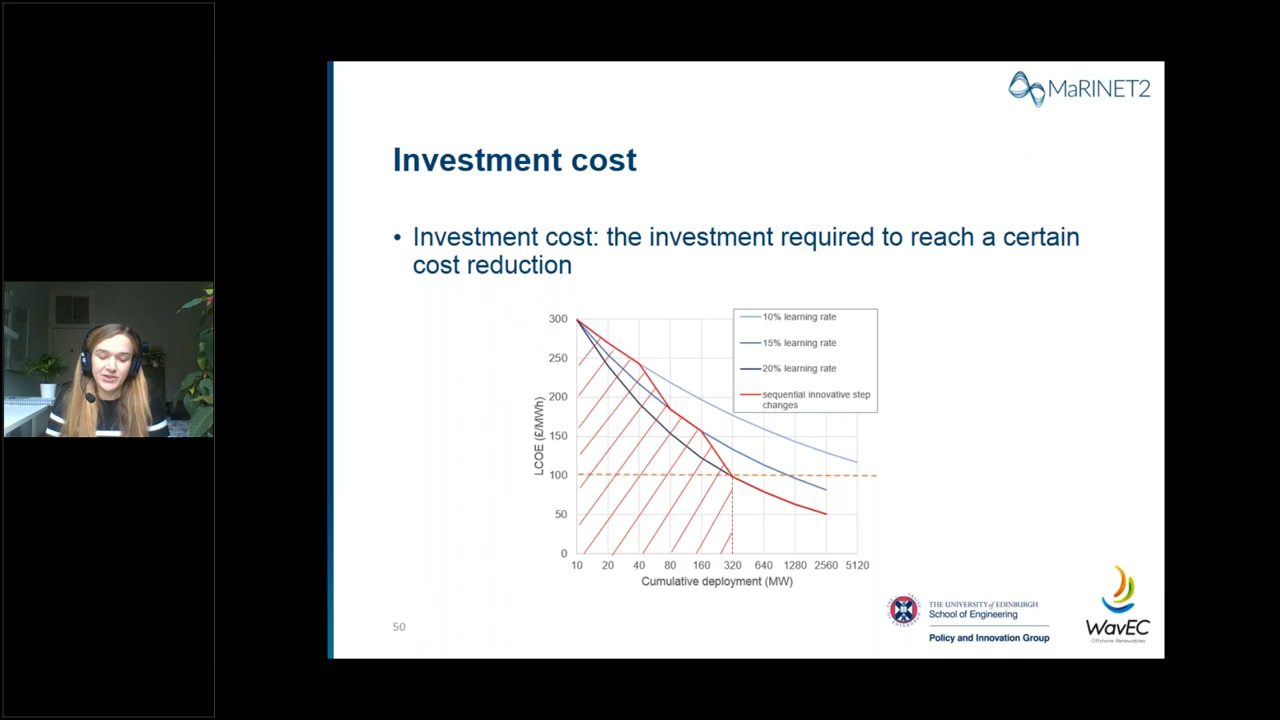 MaRINET2
Investment cost
• Investment cost: the investment required to reach a certain
cost reduction
300
250
200
150
100
50
0
LCOE (£/MWh)
10 20 40 80 160 320 640 1280 2560 5120
Cumulative deployment (MW)
10% learning rate
15% learning rate
20% learning rate
sequential innovative step
changes
50
THE UNIVERSITY of EDINBURGH
School of Engineering
Policy and Innovation Group
WavEC
Offshore Renewables